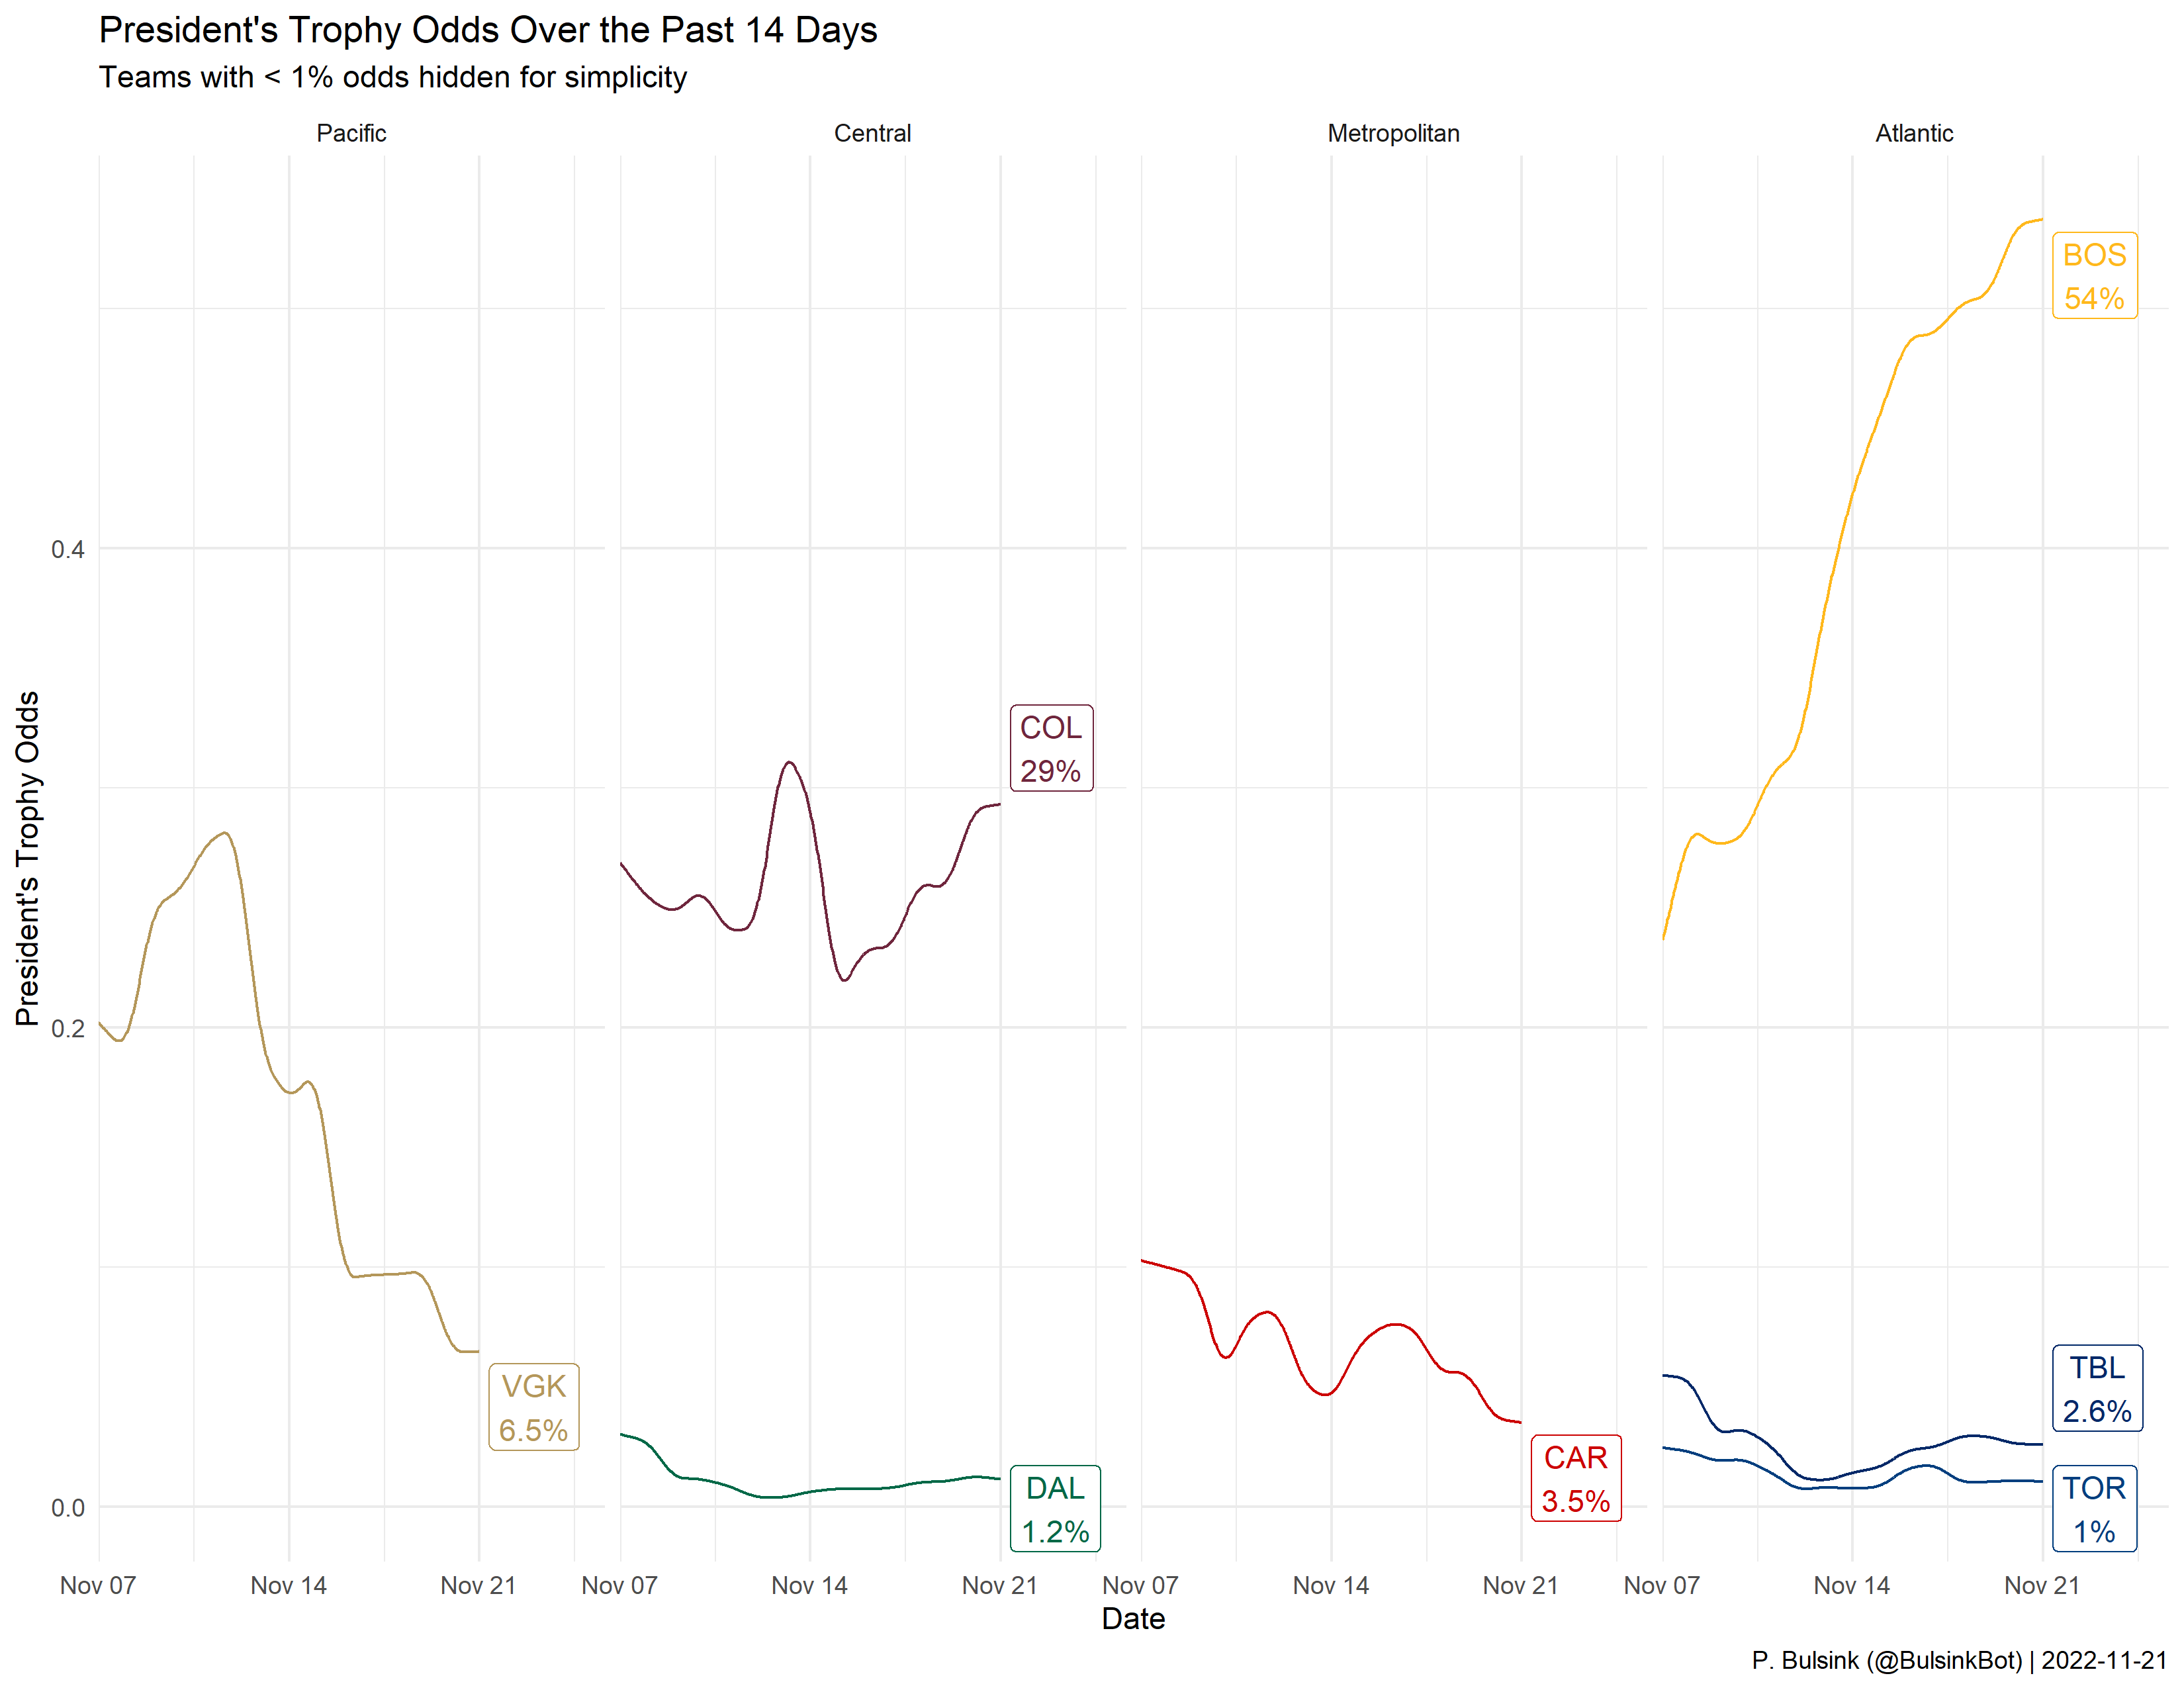 President's Trophy Odds Over the Past 14 Days
Teams with < 1% odds hidden for simplicity
Pacific
Central
Metropolitan
Atlantic
President's Trophy Odds
0.4
0.2
0.0
VGK
6.5%
COL
29%
DAL
1.2%
CAR
3.5%
BOS
54%
TBL
2.6%
TOR
1%
Nov 07
Nov 14
Nov 21
Nov 07
Nov 14
Nov 21
Nov 07
Nov 14
Nov 21
Nov 07
Nov 14
Nov 21
Date
P. Bulsink (@BulsinkBot) | 2022-11-21